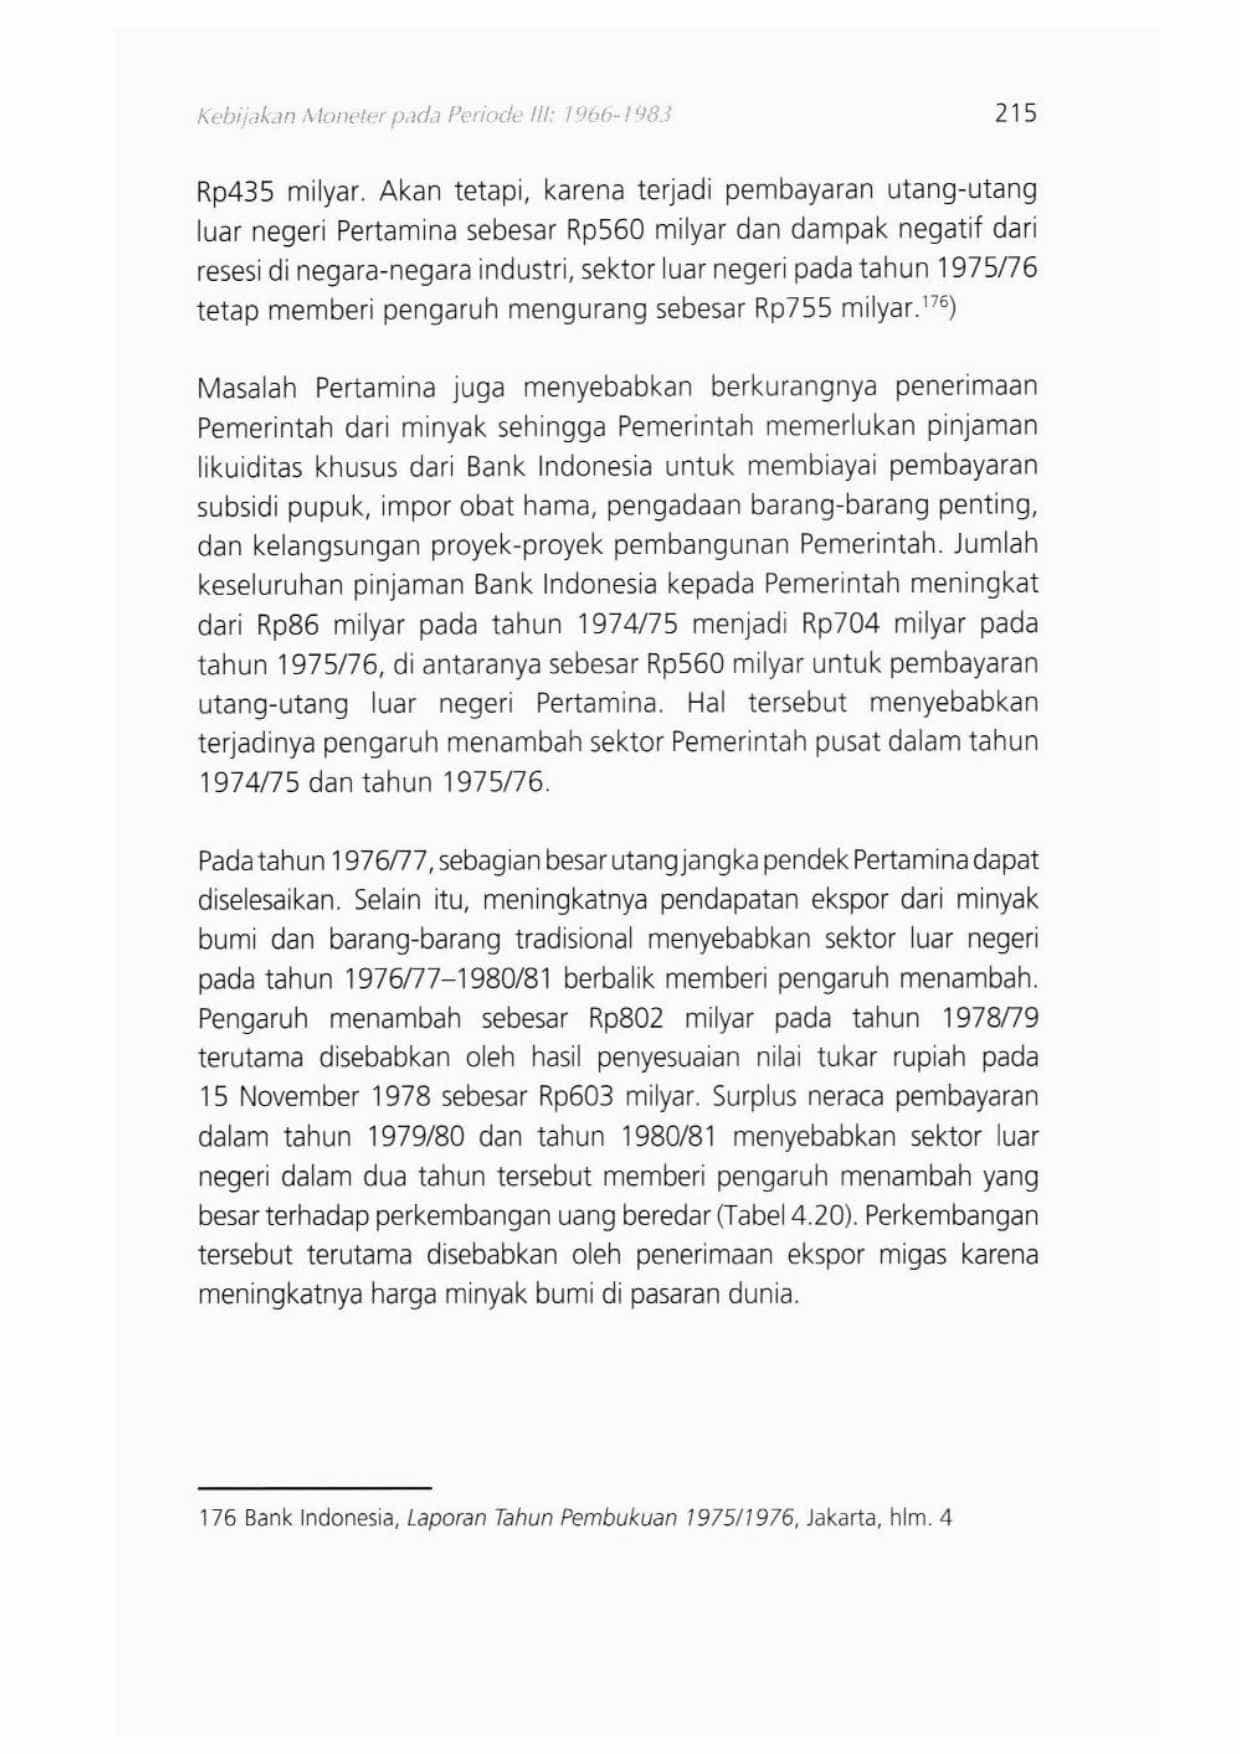 Kebijakan Moneter pada Periode III: 1966-1983 215
Rp435 milyar. Akan tetapi, karena terjadi pembayaran utang-utang
luar negeri Pertamina sebesar Rp560 milyar dan dampak negatif dari
resesi di negara-negara industri, sektor luar negeri pada tahun 1975/76
tetap memberi pengaruh mengurang sebesar Rp755 milyar.¹⁷⁶)
Masalah Pertamina juga menyebabkan berkurangnya penerimaan
Pemerintah dari minyak sehingga Pemerintah memerlukan pinjaman
likuiditas khusus dari Bank Indonesia untuk membiayai pembayaran
subsidi pupuk, impor obat hama, pengadaan barang-barang penting,
dan kelangsungan proyek-proyek pembangunan Pemerintah. Jumlah
keseluruhan pinjaman Bank Indonesia kepada Pemerintah meningkat
dari Rp86 milyar pada tahun 1974/75 menjadi Rp704 milyar pada
tahun 1975/76, di antaranya sebesar Rp560 milyar untuk pembayaran
utang-utang luar negeri Pertamina. Hal tersebut menyebabkan
terjadinya pengaruh menambah sektor Pemerintah pusat dalam tahun
1974/75 dan tahun 1975/76.
Pada tahun 1976/77, sebagian besar utang jangka pendek Pertamina dapat
diselesaikan. Selain itu, meningkatnya pendapatan ekspor dari minyak
bumi dan barang-barang tradisional menyebabkan sektor luar negeri
pada tahun 1976/77–1980/81 berbalik memberi pengaruh menambah.
Pengaruh menambah sebesar Rp802 milyar pada tahun 1978/79
terutama disebabkan oleh hasil penyesuaian nilai tukar rupiah pada
15 November 1978 sebesar Rp603 milyar. Surplus neraca pembayaran
dalam tahun 1979/80 dan tahun 1980/81 menyebabkan sektor luar
negeri dalam dua tahun tersebut memberi pengaruh menambah yang
besar terhadap perkembangan uang beredar (Tabel 4.20). Perkembangan
tersebut terutama disebabkan oleh penerimaan ekspor migas karena
meningkatnya harga minyak bumi di pasaran dunia.
176 Bank Indonesia, Laporan Tahun Pembukuan 1975/1976, Jakarta, hlm. 4